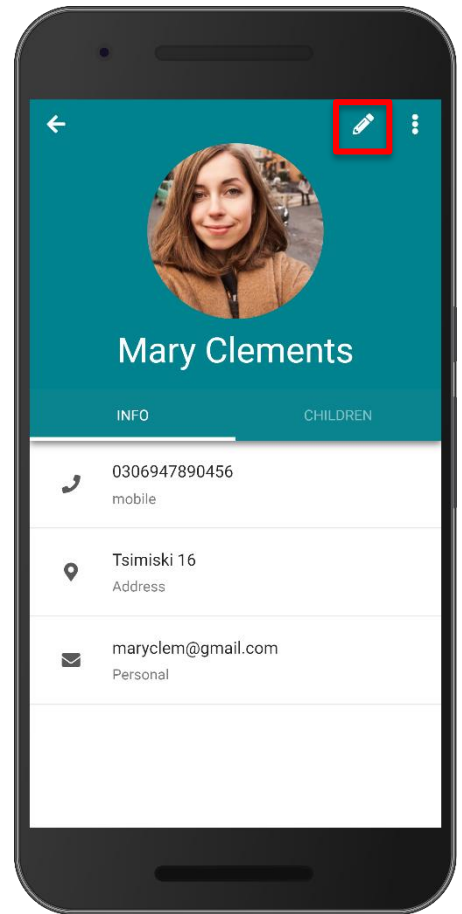 Mary Clements
INFO CHILDREN
0306947890456
mobile
Tsimiski 16
Address
maryclem@gmail.com
Personal